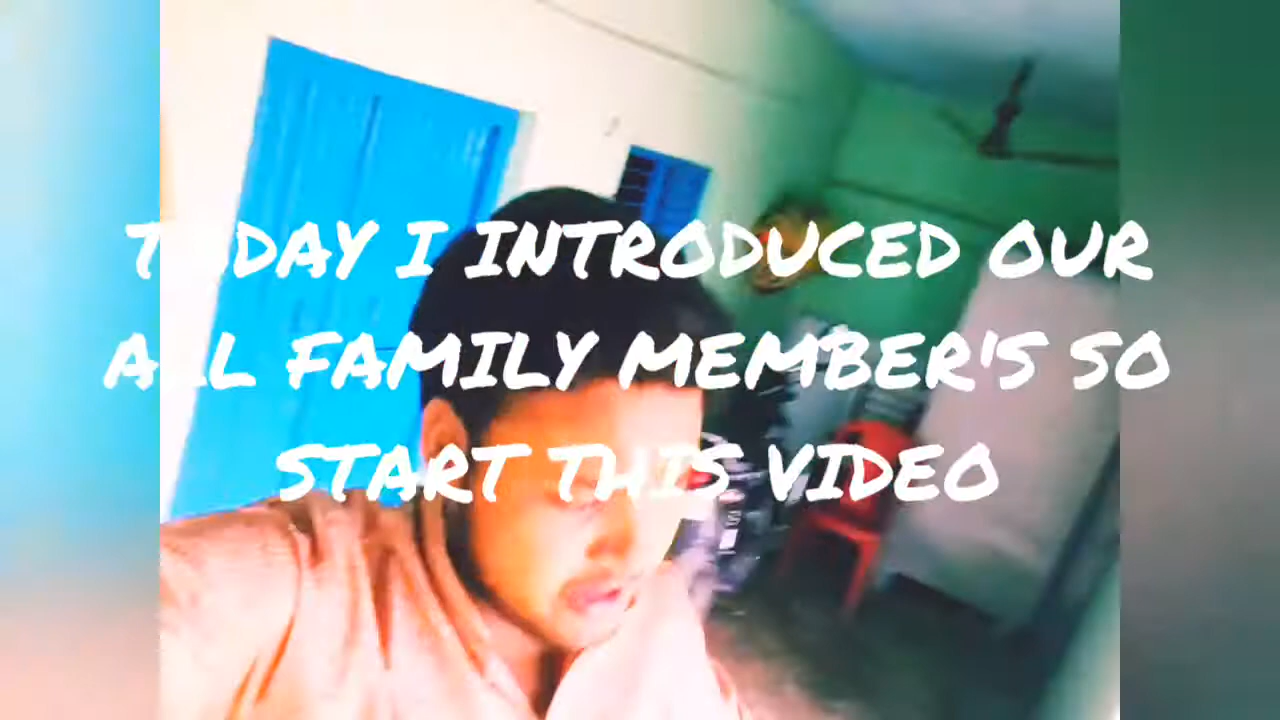 TODAY I INTRODUCED OUR
ALL FAMILY MEMBER'S SO
START THIS VIDEO